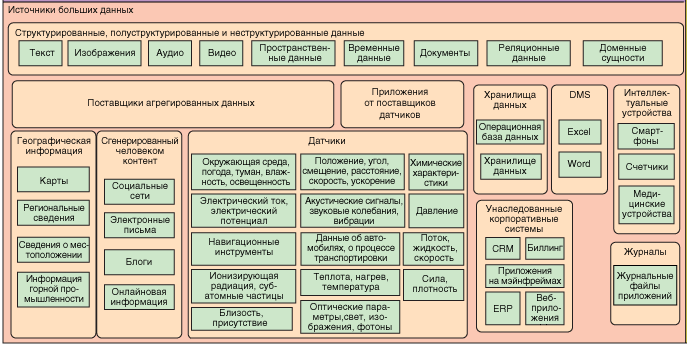 Источники больших данных
Структурированные, полуструктурированные и неструктурированные данные
Текст
Изображения
Аудио
Видео
Пространствен-
ные данные
Временные
данные
Документы
Реляционные
данные
Доменные
сущности
Поставщики агрегированных данных
Приложения
от поставщиков
датчиков
Географическая
информация
Карты
Региональные
сведения
Сведения о мес-
тоположении
Информация
горной про-
мышленности
Сгенерированный
человеком
контент
Социальные
сети
Электронные
письма
Блоги
Онлайновая
информация
Датчики
Окружающая среда,
погода, туман, влаж-
ность, освещенность
Положение, угол,
смещение, расстояние,
скорость, ускорение
Химические
характери-
стики
Электрический ток,
электрический
потенциал
Акустические сигналы,
звуковые колебания,
вибрации
Давление
Навигационные
инструменты
Данные об авто-
мобилях, о процессе
транспортировки
Поток,
жидкость,
скорость
Ионизирующая
радиация, суб-
атомные частицы
Теплота, нагрев,
температура
Сила,
плотность
Близость,
присутствие
Оптические пара-
метры,свет, изо-
бражения, фотоны
Хранилища
данных
Операционная
база данных
Хранилище
данных
DMS
Excel
Word
Унаследованные
корпоративные
системы
CRM
Биллинг
Приложения
на мэйнфреймах
ERP
Веб-
прило-
жения
Интеллек-
туальные
устройства
Смарт-
фоны
Счетчики
Меди-
цинские
устройства
Журналы
Журнальные
файлы
приложений